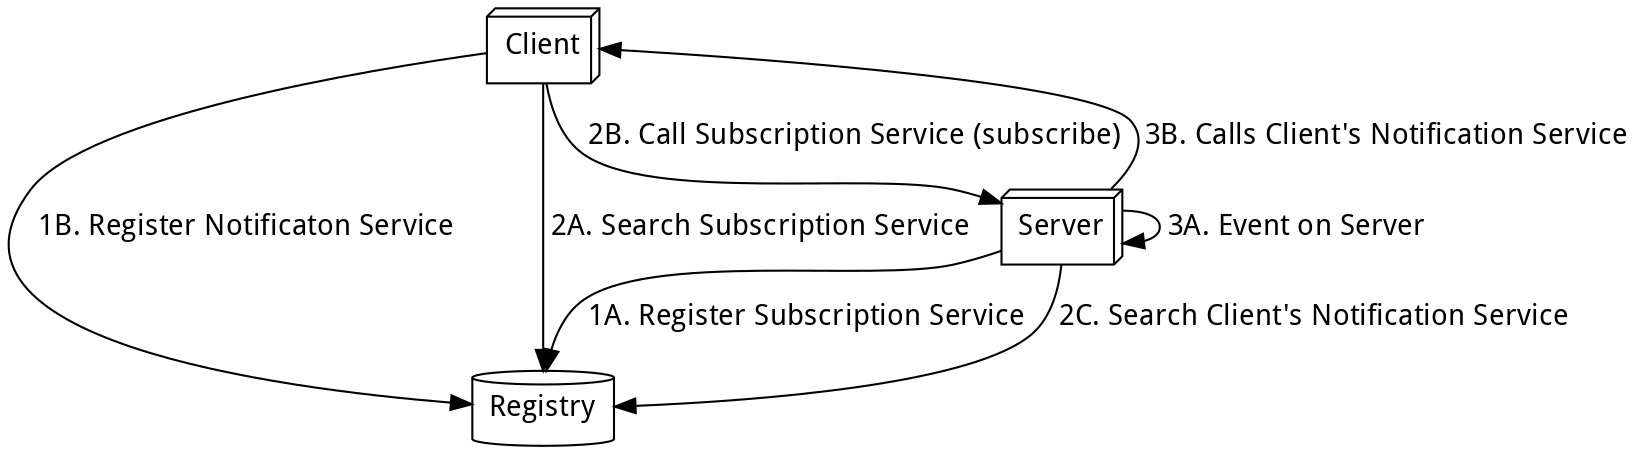 Client
2B. Call Subscription Service (subscribe)
3B. Calls Client's Notification Service
1B. Register Notificaton Service
2A. Search Subscription Service
Server
3A. Event on Server
1A. Register Subscription Service
2C. Search Client's Notification Service
Registry